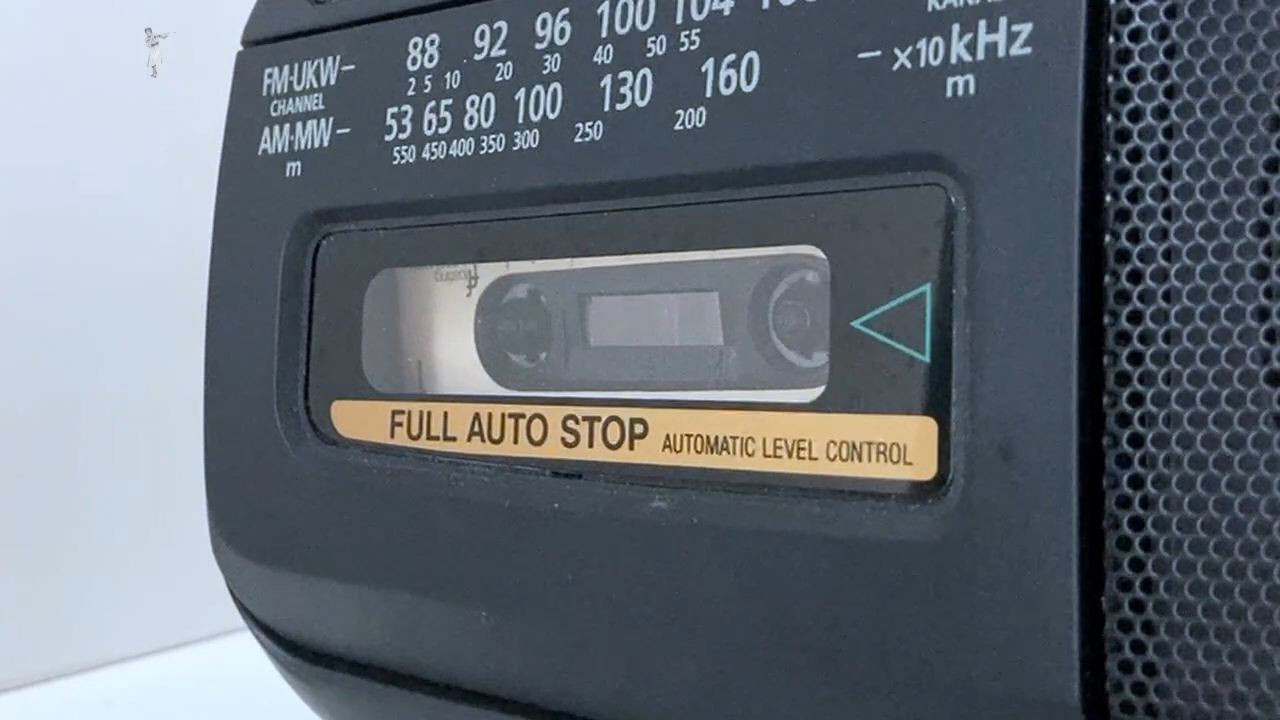 FM·UKW– 88 92 96 100 104
CHANNEL 2 5 10 20 30 40 50 55
AM·MW– 53 65 80 100 130 160 – x10 kHz
m 550 450 400 350 300 250 200 m
FULL AUTO STOP AUTOMATIC LEVEL CONTROL